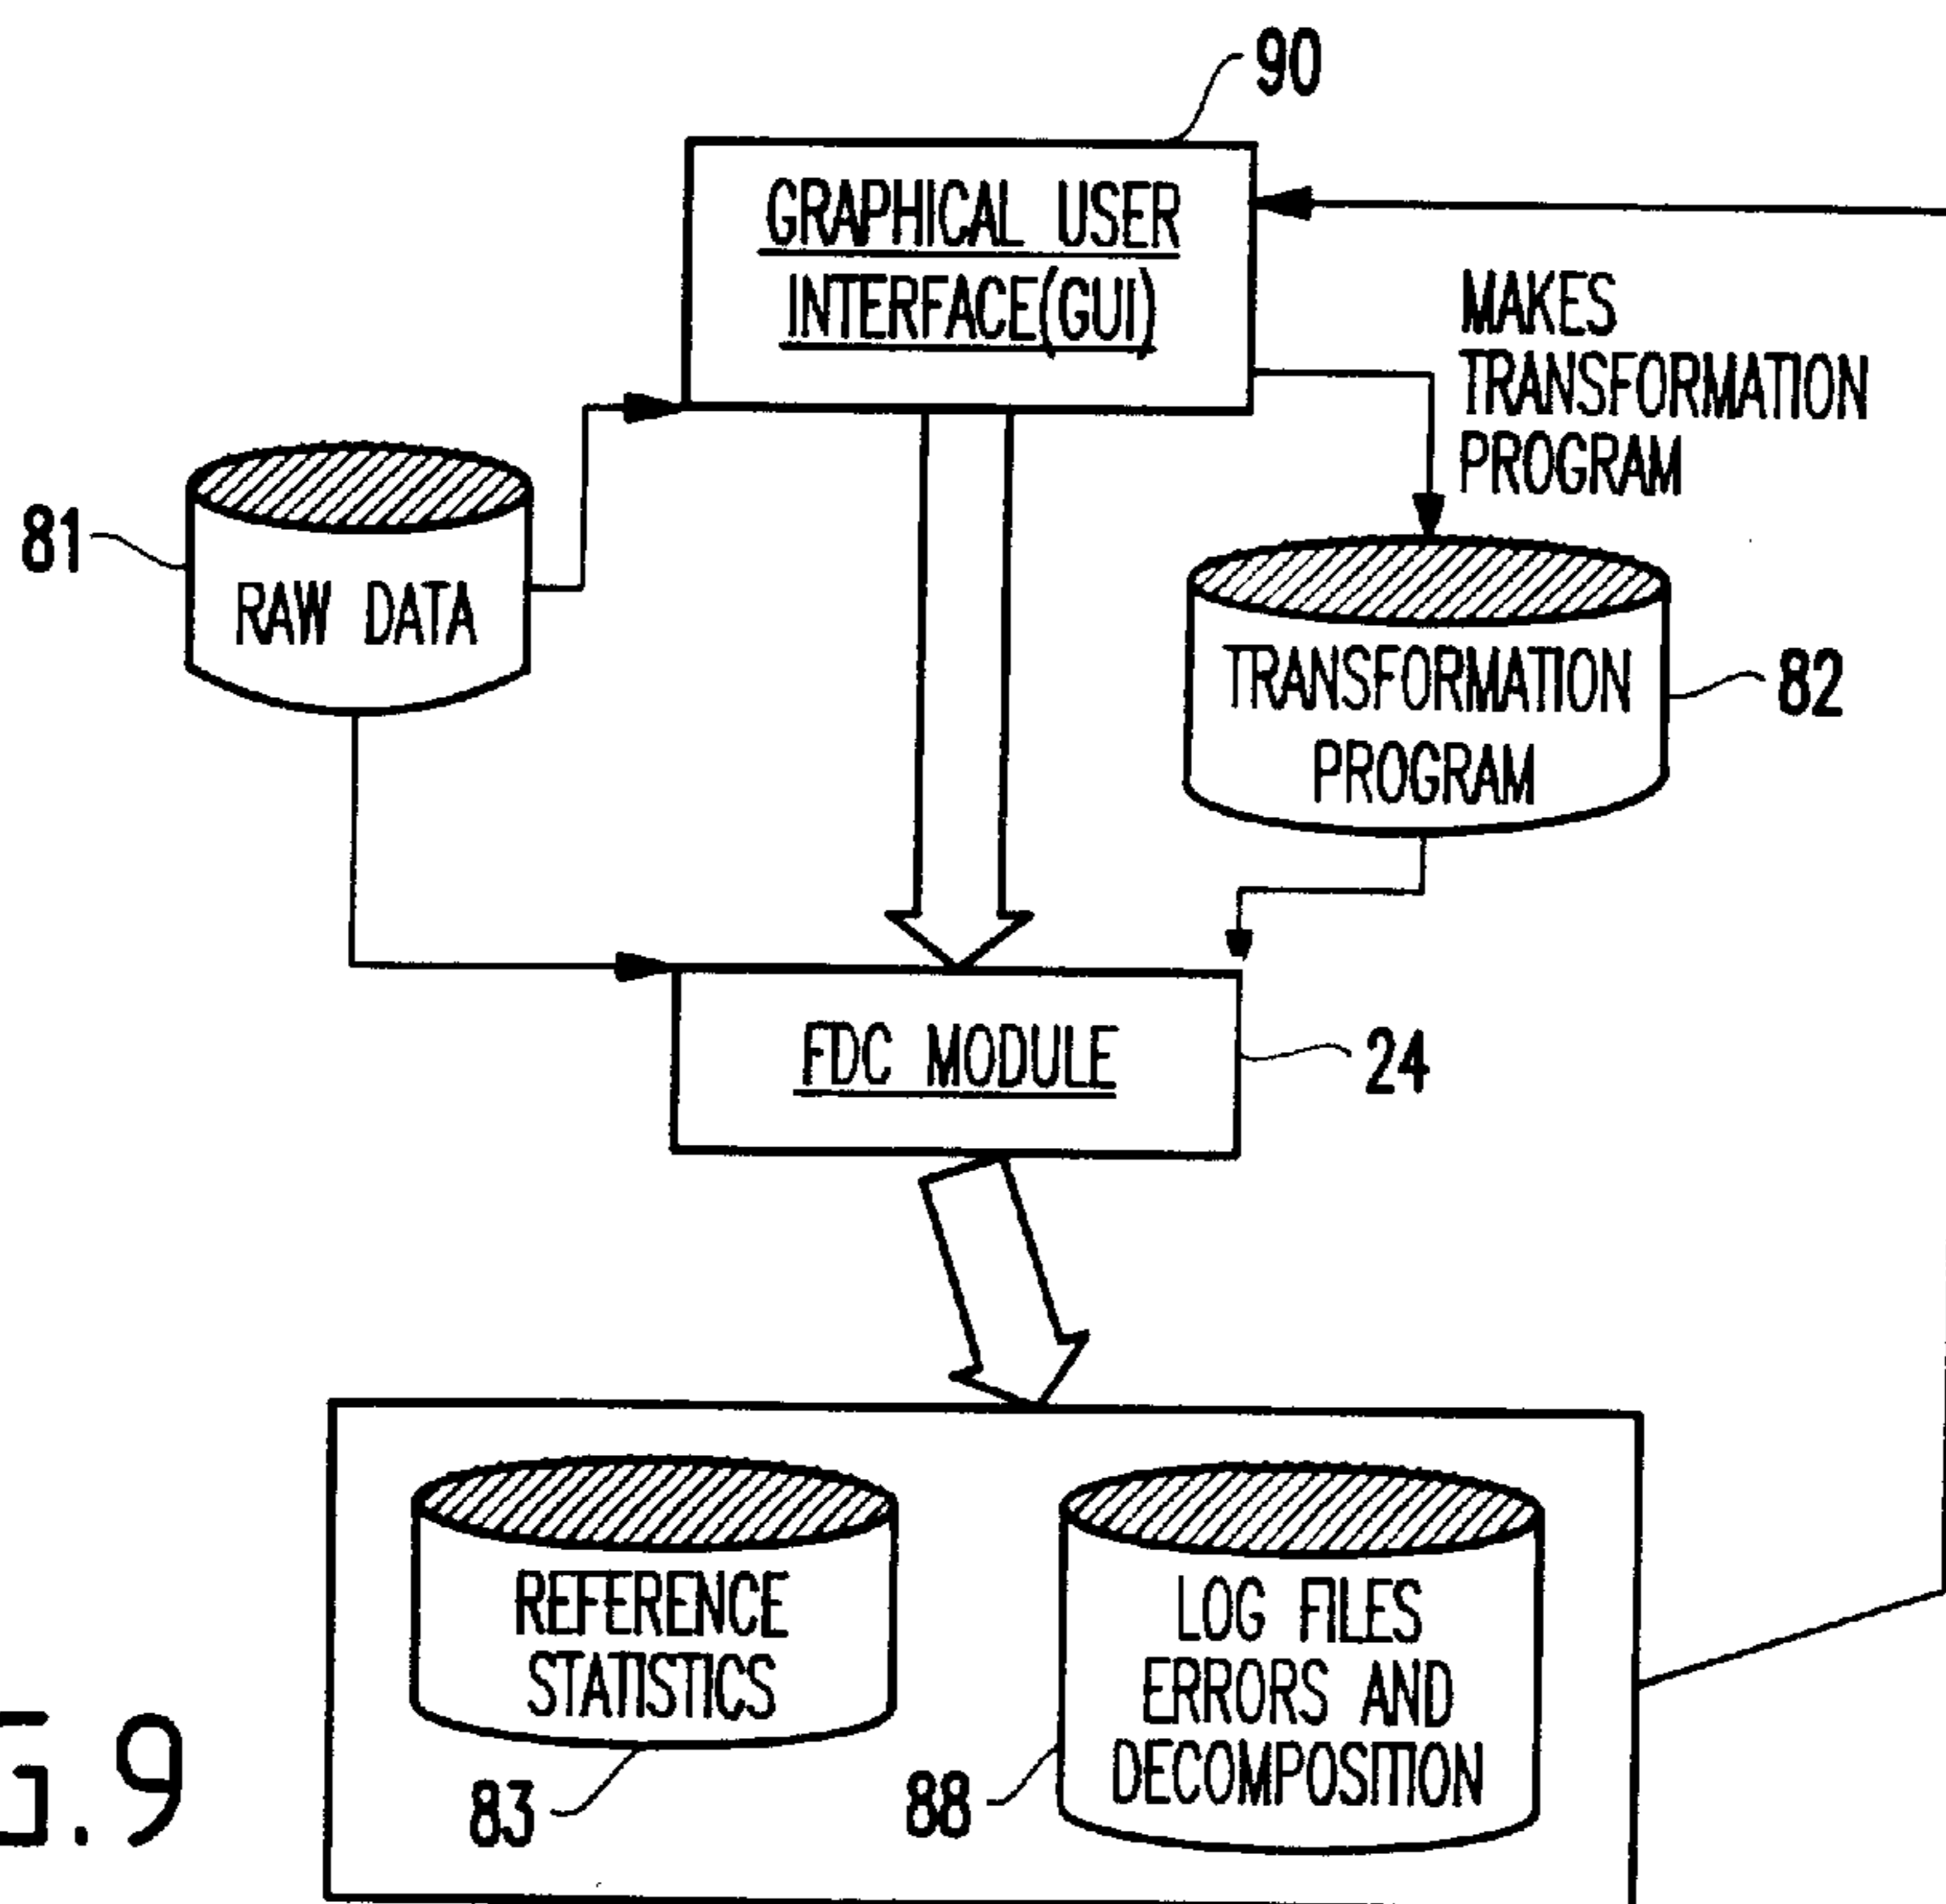 90
GRAPHICAL USER
INTERFACE(GUI)
MAKES
TRANSFORMATION
PROGRAM
81
RAW DATA
TRANSFORMATION
PROGRAM
82
FDC MODULE
24
REFERENCE
STATISTICS
83
LOG FILES
ERRORS AND
DECOMPOSITION
88
G.9